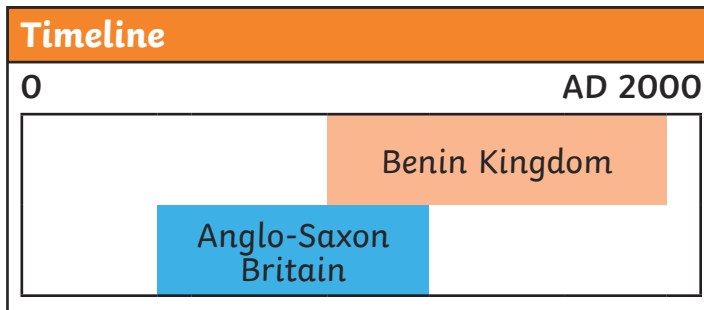 Timeline
0 AD 2000
Benin Kingdom
Anglo-Saxon
Britain